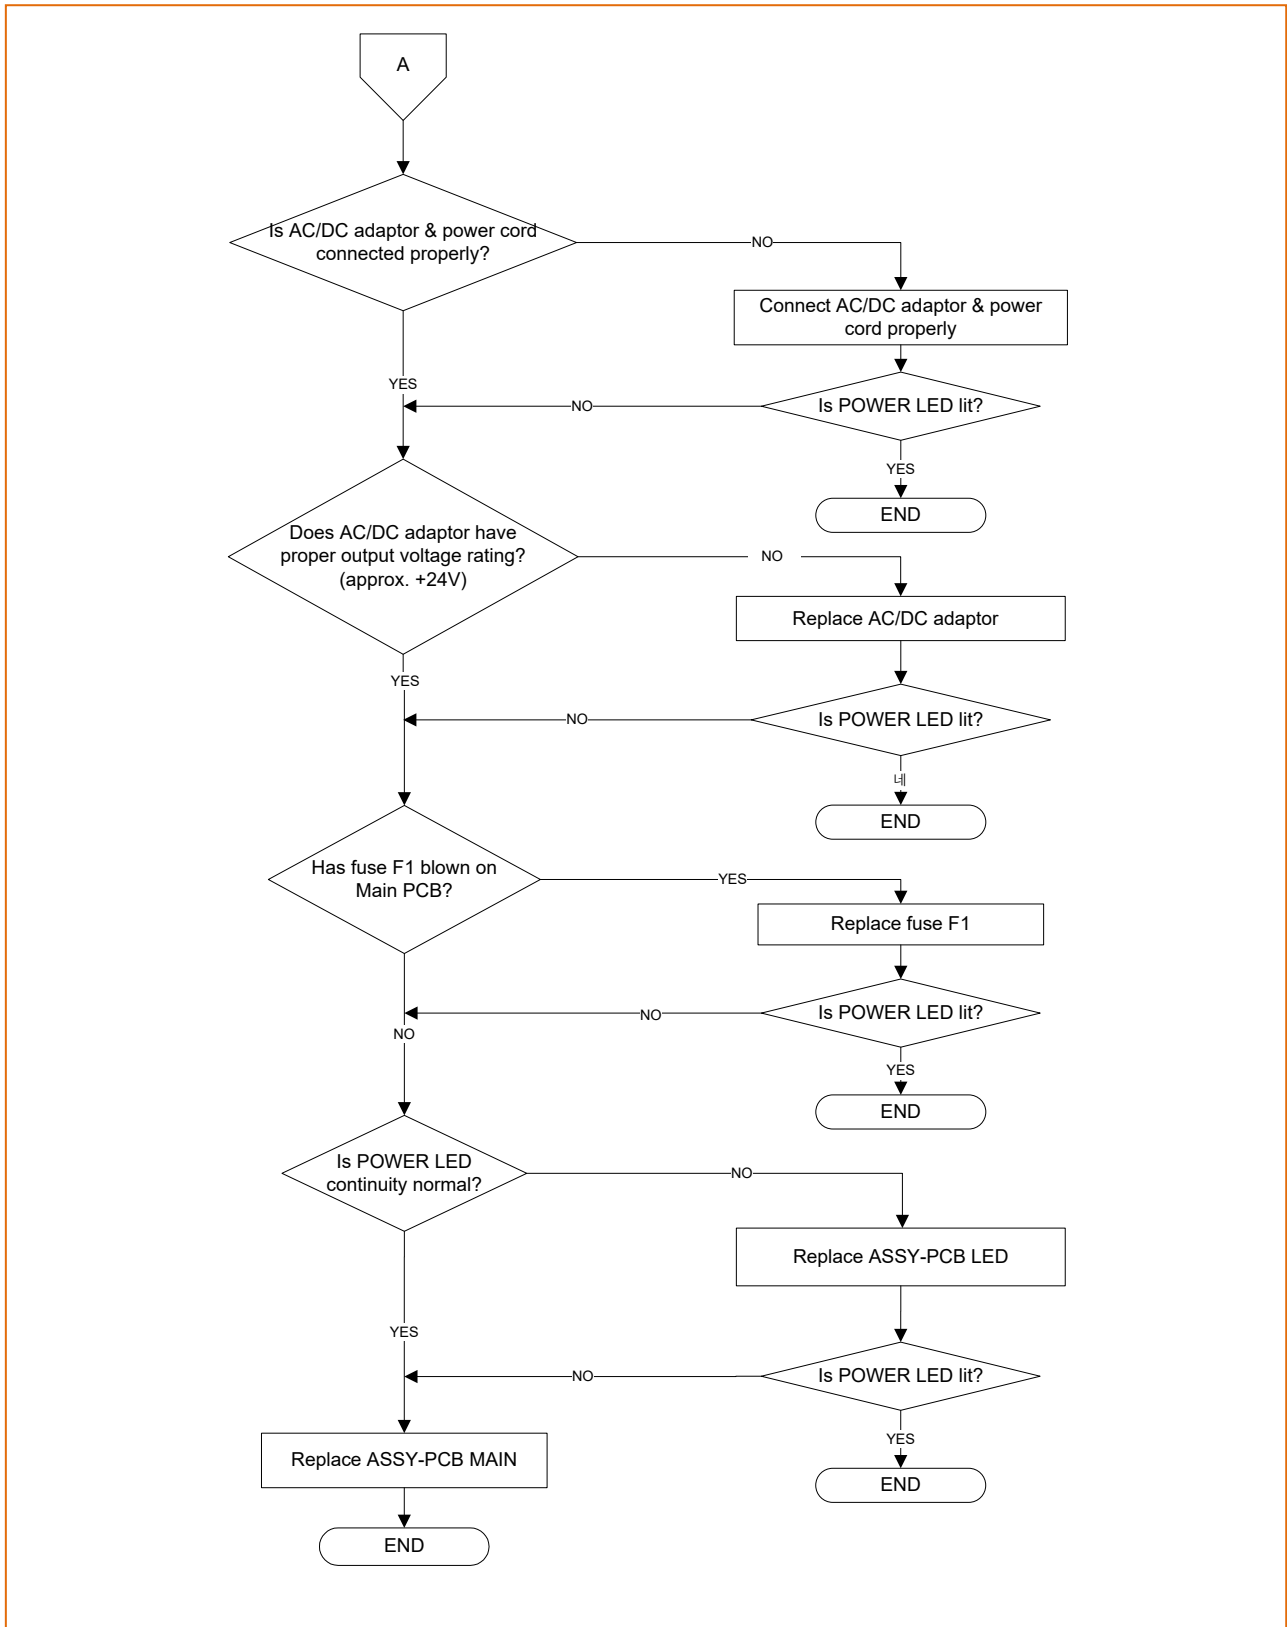 A
Is AC/DC adaptor & power cord
connected properly?
NO
Connect AC/DC adaptor & power
cord properly
YES
NO
Is POWER LED lit?
YES
END
Does AC/DC adaptor have
proper output voltage rating?
(approx. +24V)
NO
Replace AC/DC adaptor
YES
NO
Is POWER LED lit?
네
END
Has fuse F1 blown on
Main PCB?
YES
Replace fuse F1
NO
Is POWER LED lit?
NO
YES
END
Is POWER LED
continuity normal?
NO
Replace ASSY-PCB LED
YES
NO
Is POWER LED lit?
YES
Replace ASSY-PCB MAIN
END
END